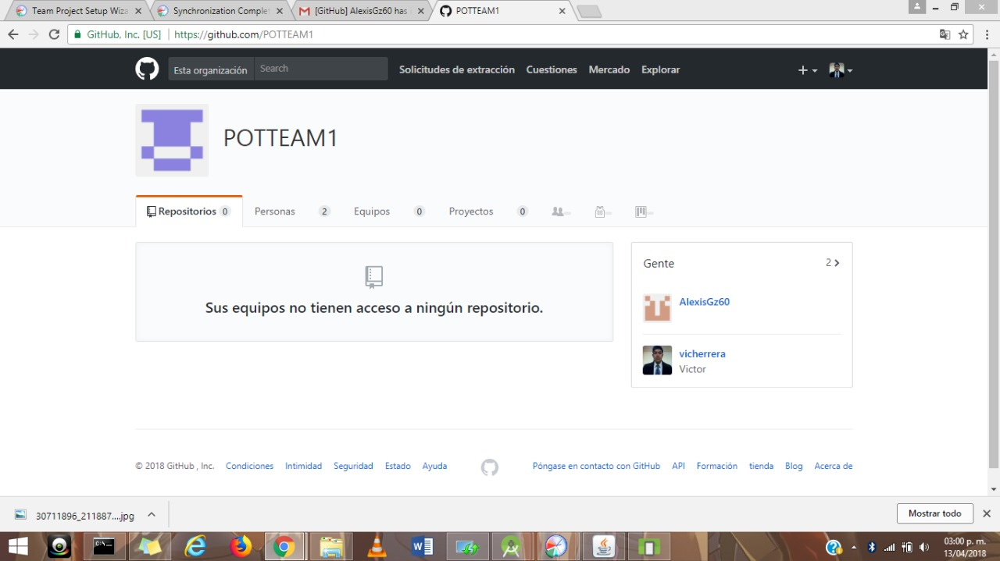 Team Project Setup Wiza
Synchronization Complet
[GitHub] AlexisGz60 has
POTTEAM1
GitHub, Inc. [US]
https://github.com/POTTEAM1
Esta organización
Search
Solicitudes de extracción
Cuestiones
Mercado
Explorar
POTTEAM1
Repositorios 0
Personas 2
Equipos 0
Proyectos 0
Sus equipos no tienen acceso a ningún repositorio.
Gente
2
AlexisGz60
vicherrera
Victor
© 2018 GitHub , Inc.
Condiciones
Intimidad
Seguridad
Estado
Ayuda
Póngase en contacto con GitHub
API
Formación
tienda
Blog
Acerca de
30711896_211887....jpg
Mostrar todo
03:00 p. m.
13/04/2018